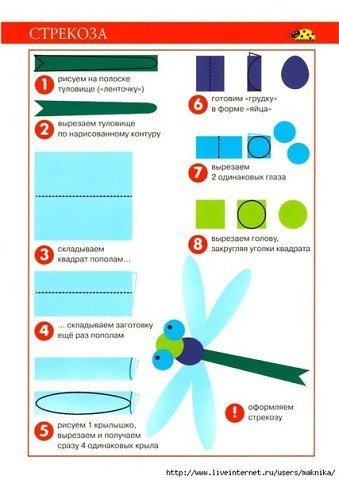 СТРЕКОЗА
1
рисуем на полоске
туловище («ленточку»)
2
вырезаем туловище
по нарисованному контуру
3
складываем
квадрат пополам...
4
... складываем заготовку
ещё раз пополам
5
рисуем 1 крылышко,
вырезаем и получаем
сразу 4 одинаковых крыла
6
готовим «грудку»
в форме «яйца»
7
вырезаем
2 одинаковых глаза
8
вырезаем голову,
закругляя уголки квадрата
!
оформляем
стрекозу
http://www.liveinternet.ru/users/maknika/